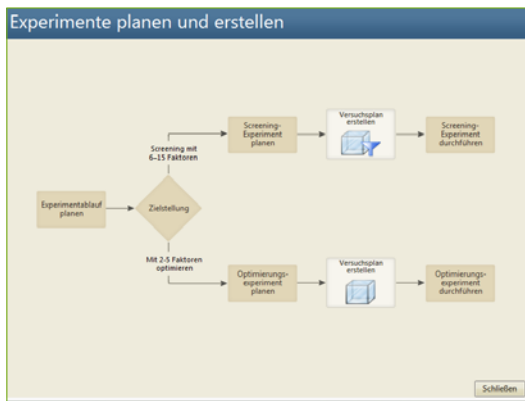 Experimente planen und erstellen
Screening mit
6–15 Faktoren
Screening-
Experiment
planen
Versuchsplan
erstellen
Screening-
Experiment
durchführen
Experimentablauf
planen
Zielstellung
Mit 2-5 Faktoren
optimieren
Optimierungs-
experiment
planen
Versuchsplan
erstellen
Optimierungs-
experiment
durchführen
Schließen